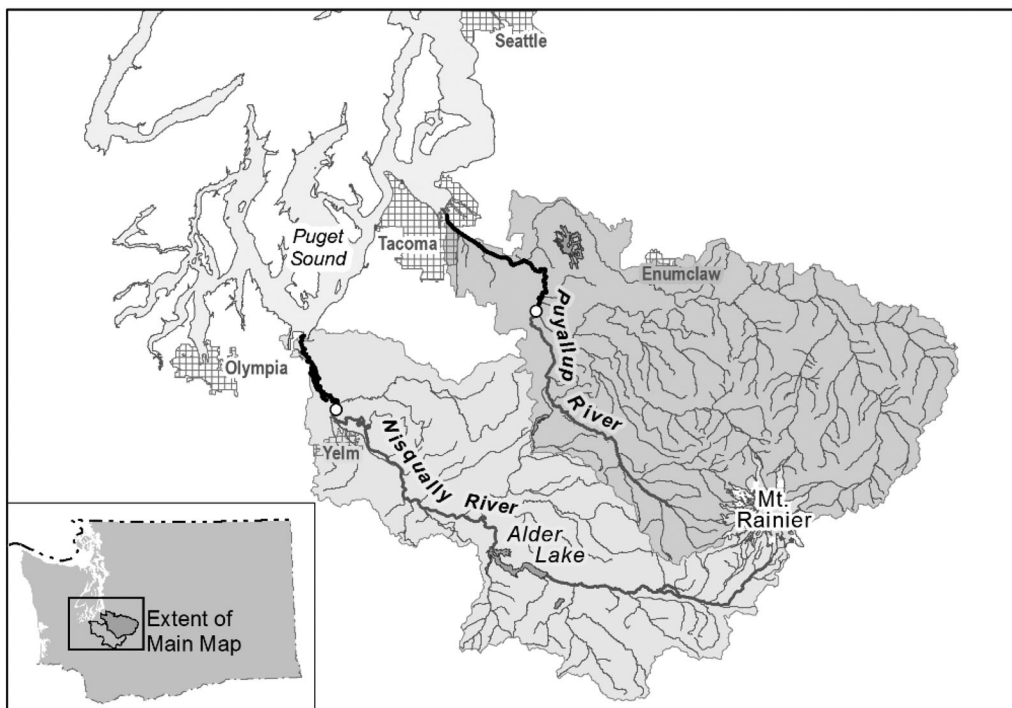 Seattle
Puget
Sound
Tacoma
Enumclaw
Puyallup
River
Olympia
Yelm
Nisqually River
Alder
Lake
Mt.
Rainier
Extent of
Main Map